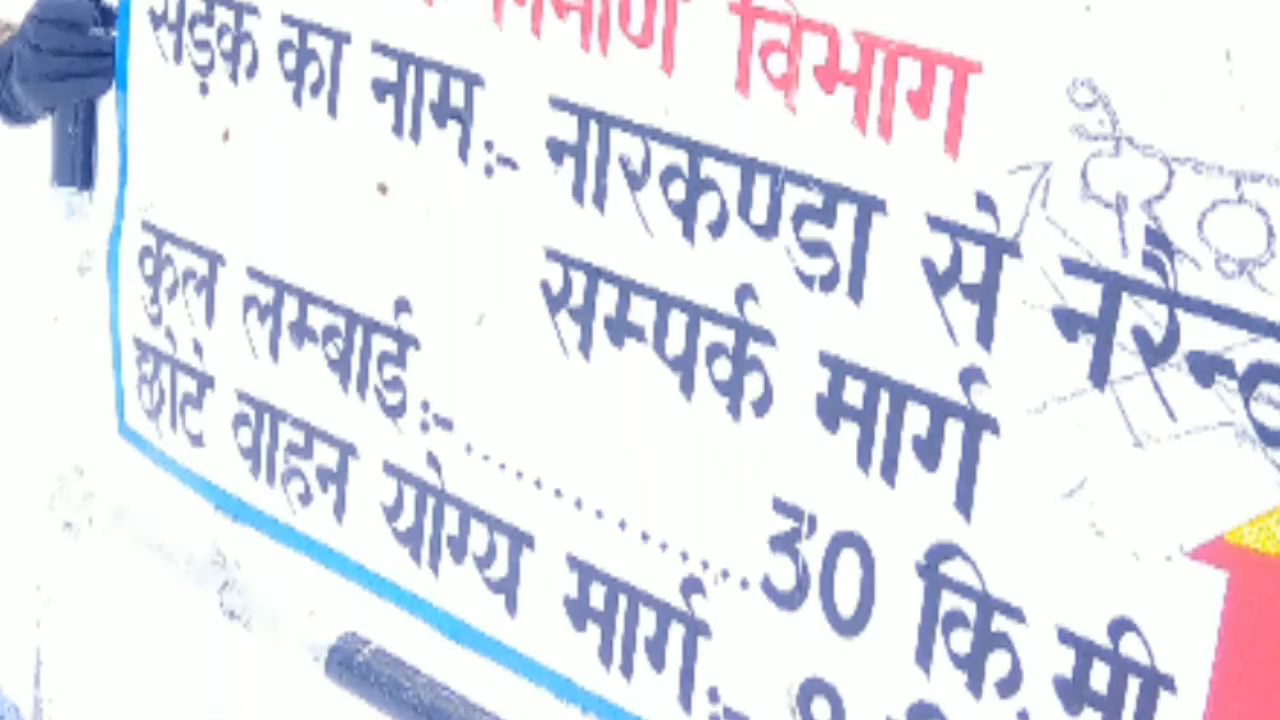 निर्माण विभाग
सड़क का नाम:- नारकण्डा से
सम्पर्क मार्ग
कुल लम्बाई:-..................30 कि मी
छोटे वाहन योग्य मार्ग:-